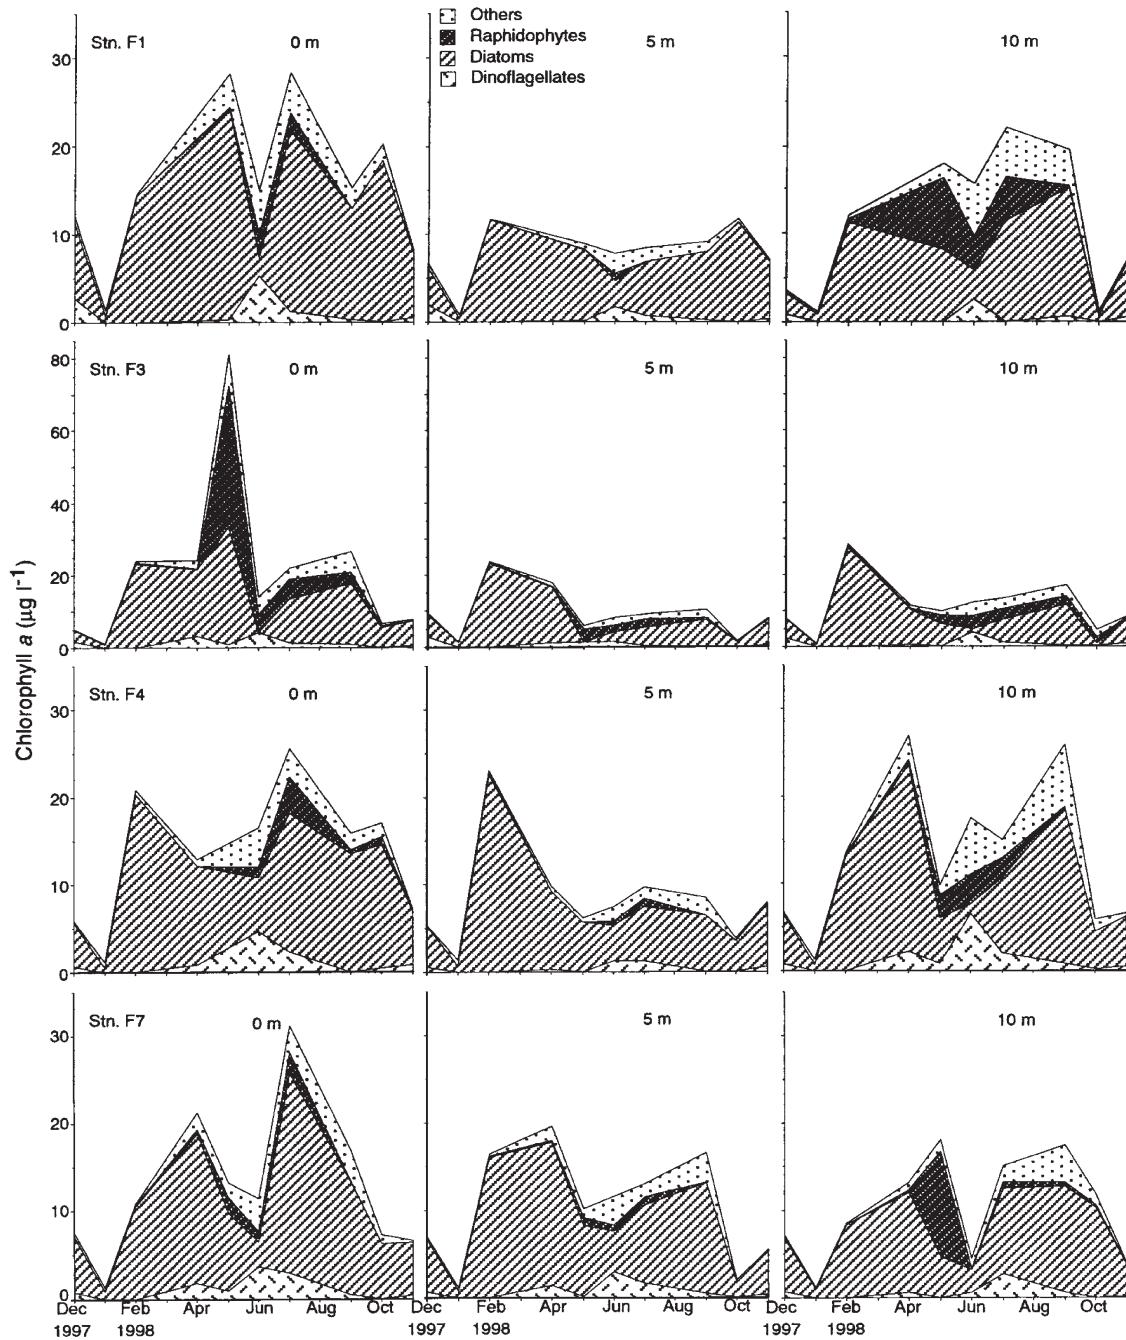 Others
Raphidophytes
Diatoms
Dinoflagellates
Stn. F1 0 m 5 m 10 m
30
20
10
0
Stn. F3 0 m 5 m 10 m
80
60
40
20
0
Chlorophyll a (µg l⁻¹)
Stn. F4 0 m 5 m 10 m
30
20
10
0
Stn. F7 0 m 5 m 10 m
30
20
10
0
Dec Feb Apr Jun Aug Oct Dec Feb Apr Jun Aug Oct Dec Feb Apr Jun Aug Oct
1997 1998 1997 1998 1997 1998